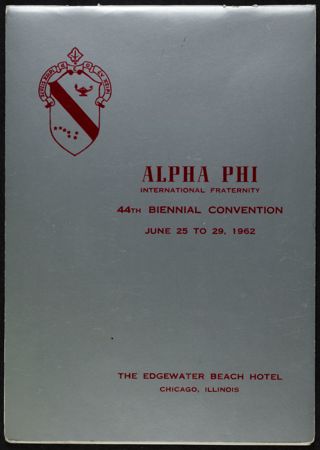 ALPHA PHI
INTERNATIONAL FRATERNITY
44TH BIENNIAL CONVENTION
JUNE 25 TO 29, 1962
THE EDGEWATER BEACH HOTEL
CHICAGO, ILLINOIS